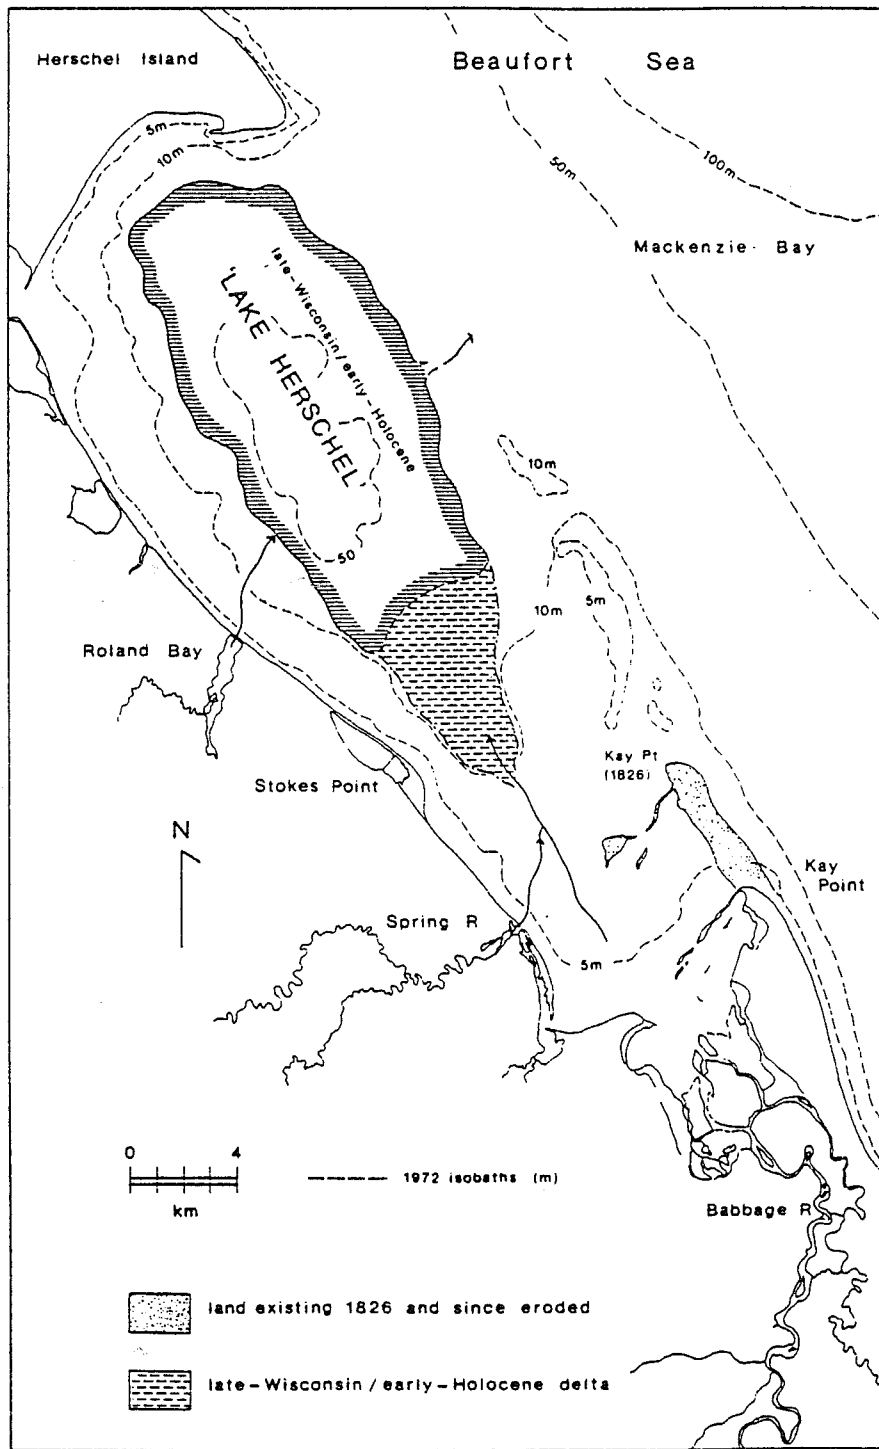 Herschel Island
Beaufort Sea
5m
10m
50m
100m
Mackenzie Bay
late-Wisconsin/early-Holocene
'LAKE HERSCHEL'
10m
50
10m
5m
Roland Bay
Kay Pt
(1826)
Stokes Point
N
Kay
Point
Spring R
5m
0 4
km
1972 isobaths (m)
Babbage R
land existing 1826 and since eroded
late-Wisconsin / early-Holocene delta